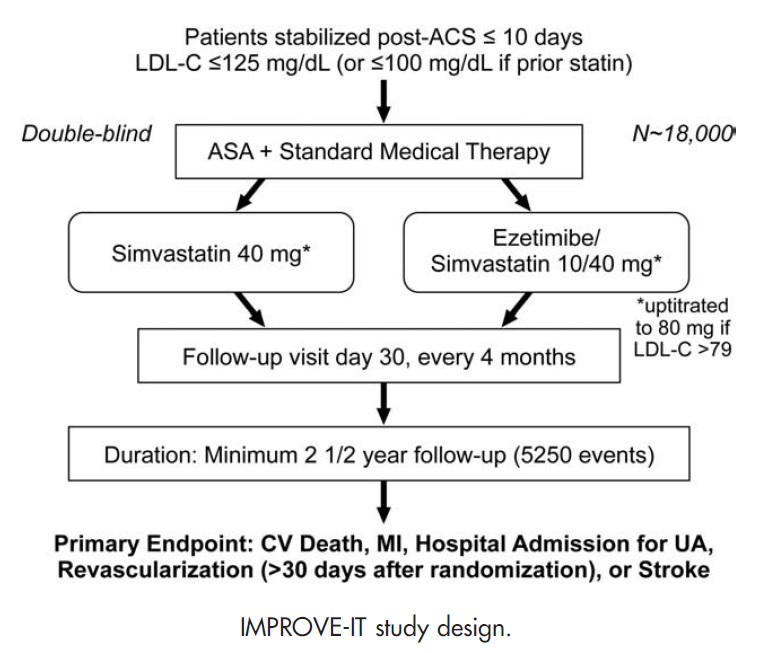 Patients stabilized post-ACS ≤ 10 days
LDL-C ≤125 mg/dL (or ≤100 mg/dL if prior statin)
Double-blind
N~18,000
ASA + Standard Medical Therapy
Simvastatin 40 mg*
Ezetimibe/
Simvastatin 10/40 mg*
*uptitrated
to 80 mg if
LDL-C >79
Follow-up visit day 30, every 4 months
Duration: Minimum 2 1/2 year follow-up (5250 events)
Primary Endpoint: CV Death, MI, Hospital Admission for UA,
Revascularization (>30 days after randomization), or Stroke
IMPROVE-IT study design.